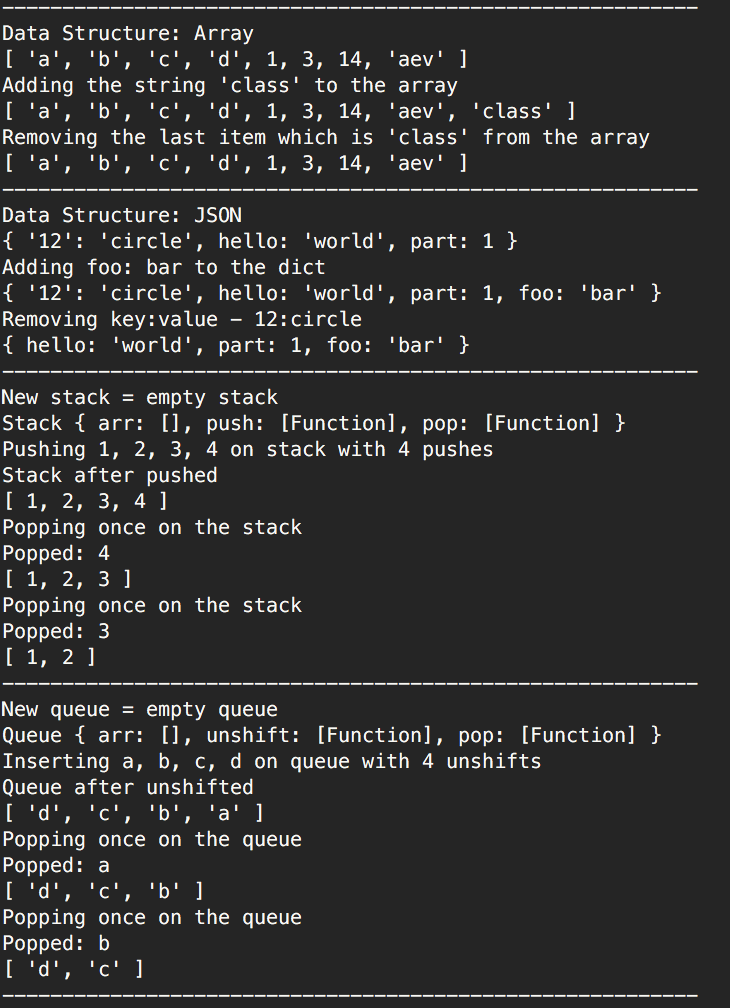 ----------------------------------------------------------
Data Structure: Array
[ 'a', 'b', 'c', 'd', 1, 3, 14, 'aev' ]
Adding the string 'class' to the array
[ 'a', 'b', 'c', 'd', 1, 3, 14, 'aev', 'class' ]
Removing the last item which is 'class' from the array
[ 'a', 'b', 'c', 'd', 1, 3, 14, 'aev' ]
----------------------------------------------------------
Data Structure: JSON
{ '12': 'circle', hello: 'world', part: 1 }
Adding foo: bar to the dict
{ '12': 'circle', hello: 'world', part: 1, foo: 'bar' }
Removing key:value - 12:circle
{ hello: 'world', part: 1, foo: 'bar' }
----------------------------------------------------------
New stack = empty stack
Stack { arr: [], push: [Function], pop: [Function] }
Pushing 1, 2, 3, 4 on stack with 4 pushes
Stack after pushed
[ 1, 2, 3, 4 ]
Popping once on the stack
Popped: 4
[ 1, 2, 3 ]
Popping once on the stack
Popped: 3
[ 1, 2 ]
----------------------------------------------------------
New queue = empty queue
Queue { arr: [], unshift: [Function], pop: [Function] }
Inserting a, b, c, d on queue with 4 unshifts
Queue after unshifted
[ 'd', 'c', 'b', 'a' ]
Popping once on the queue
Popped: a
[ 'd', 'c', 'b' ]
Popping once on the queue
Popped: b
[ 'd', 'c' ]
----------------------------------------------------------